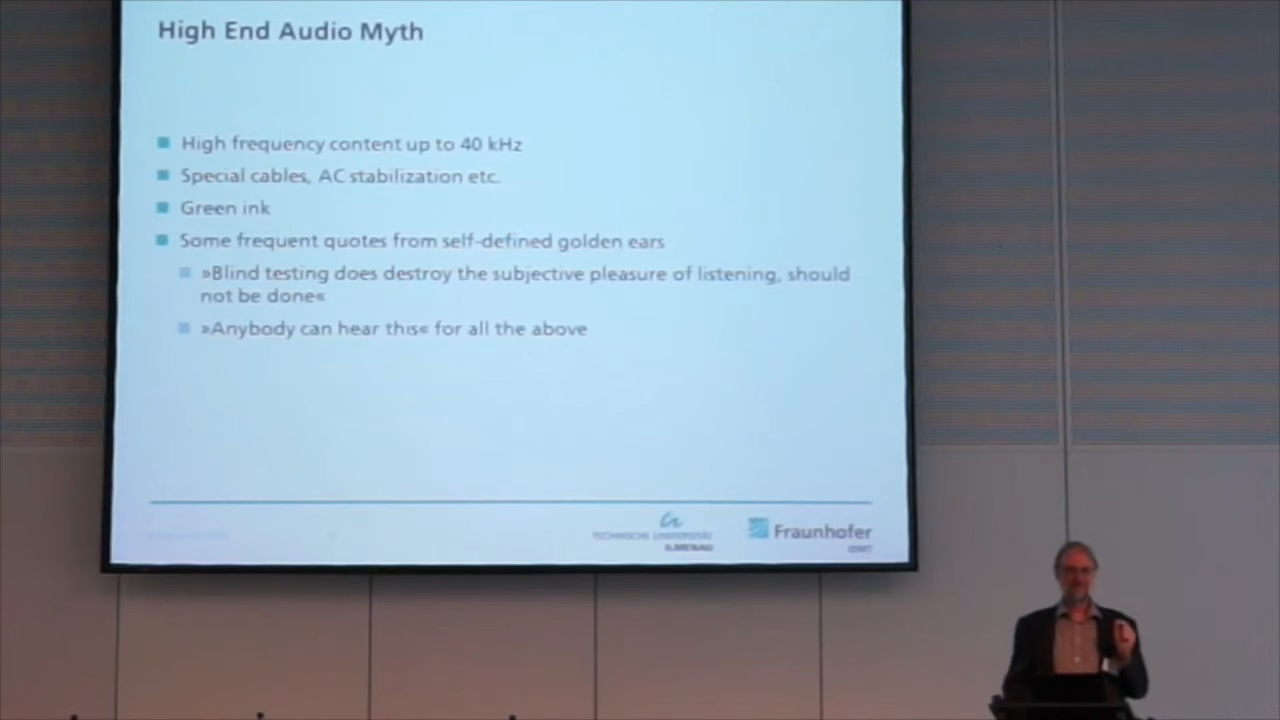 High End Audio Myth
High frequency content up to 40 kHz
Special cables, AC stabilization etc.
Green ink
Some frequent quotes from self-defined golden ears
»Blind testing does destroy the subjective pleasure of listening, should
not be done«
»Anybody can hear this« for all the above
TECHNISCHE UNIVERSITÄT
ILMENAU
Fraunhofer
IDMT